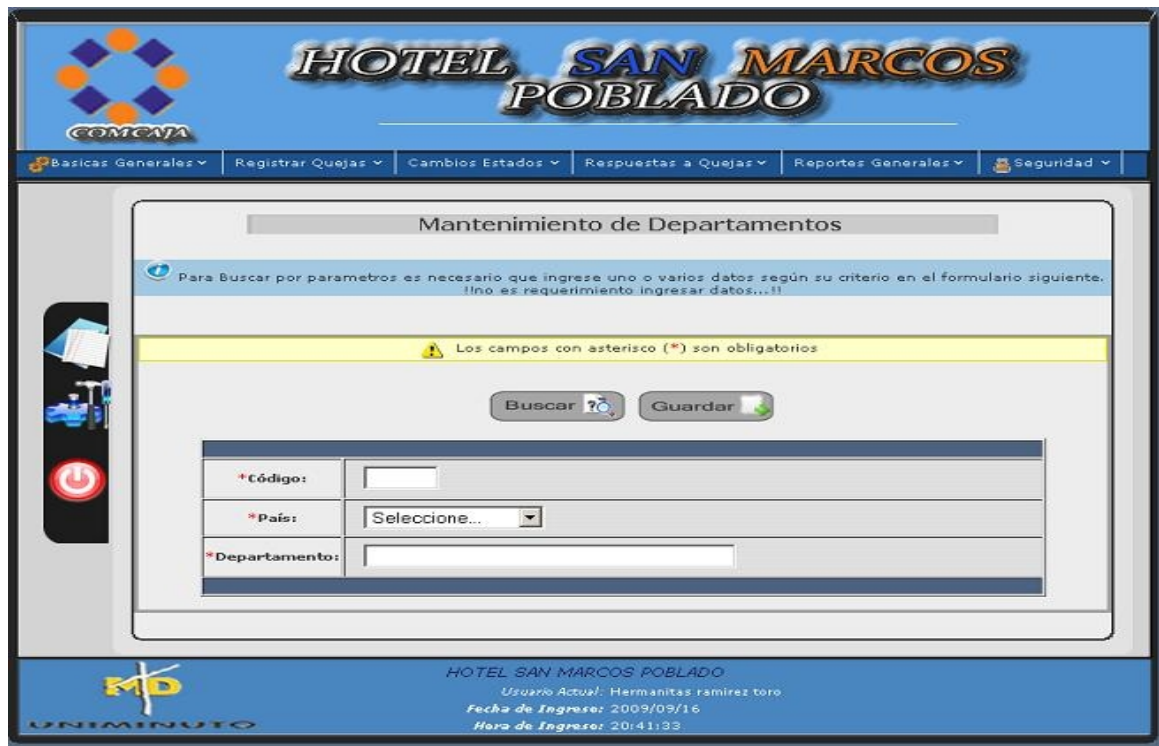 HOTEL SAN MARCOS
POBLADO
COMCAJA
Basicas Generales Registrar Quejas Cambios Estados Respuestas a Quejas Reportes Generales Seguridad
Mantenimiento de Departamentos
Para Buscar por parametros es necesario que ingrese uno o varios datos según su criterio en el formulario siguiente.
!!no es requerimiento ingresar datos...!!
Los campos con asterisco (*) son obligatorios
Buscar Guardar
*Código:
*País: Seleccione...
*Departamento:
HOTEL SAN MARCOS POBLADO
Usuario Actual: Hermanitas ramirez toro
Fecha de Ingreso: 2009/09/16
Hora de Ingreso: 20:41:33
MD
UNIMINUTO